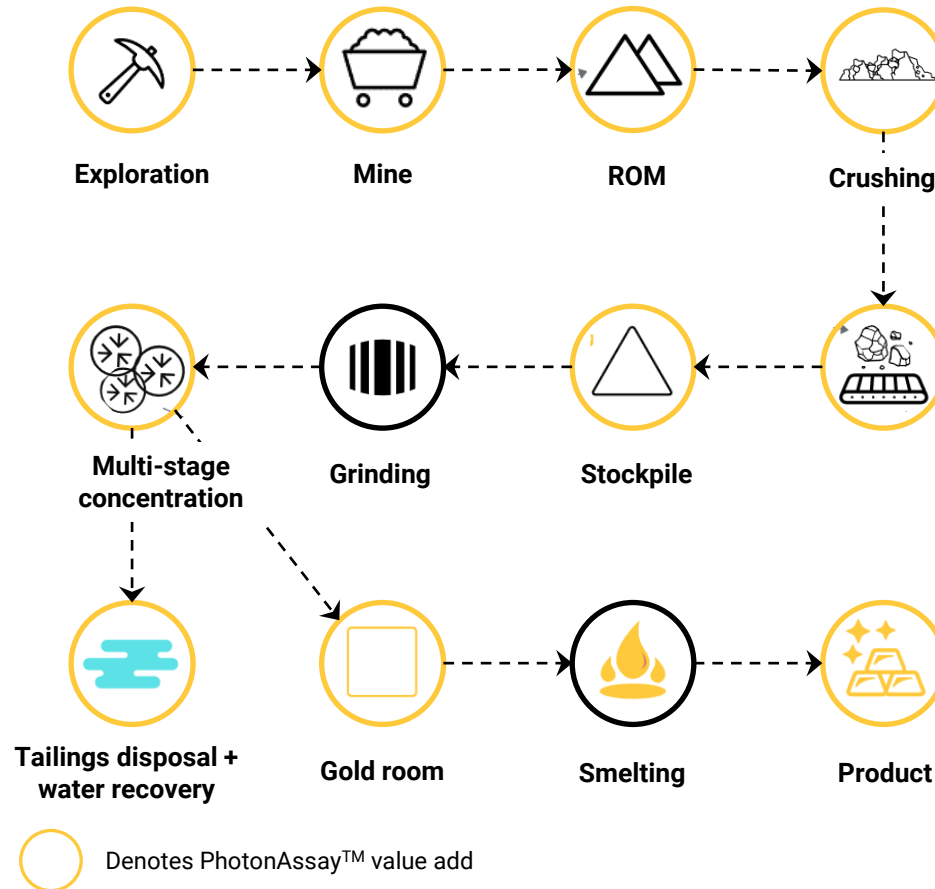 Exploration
Mine
ROM
Crushing
Multi-stage
concentration
Grinding
Stockpile
Tailings disposal +
water recovery
Gold room
Smelting
Product
Denotes PhotonAssay™ value add